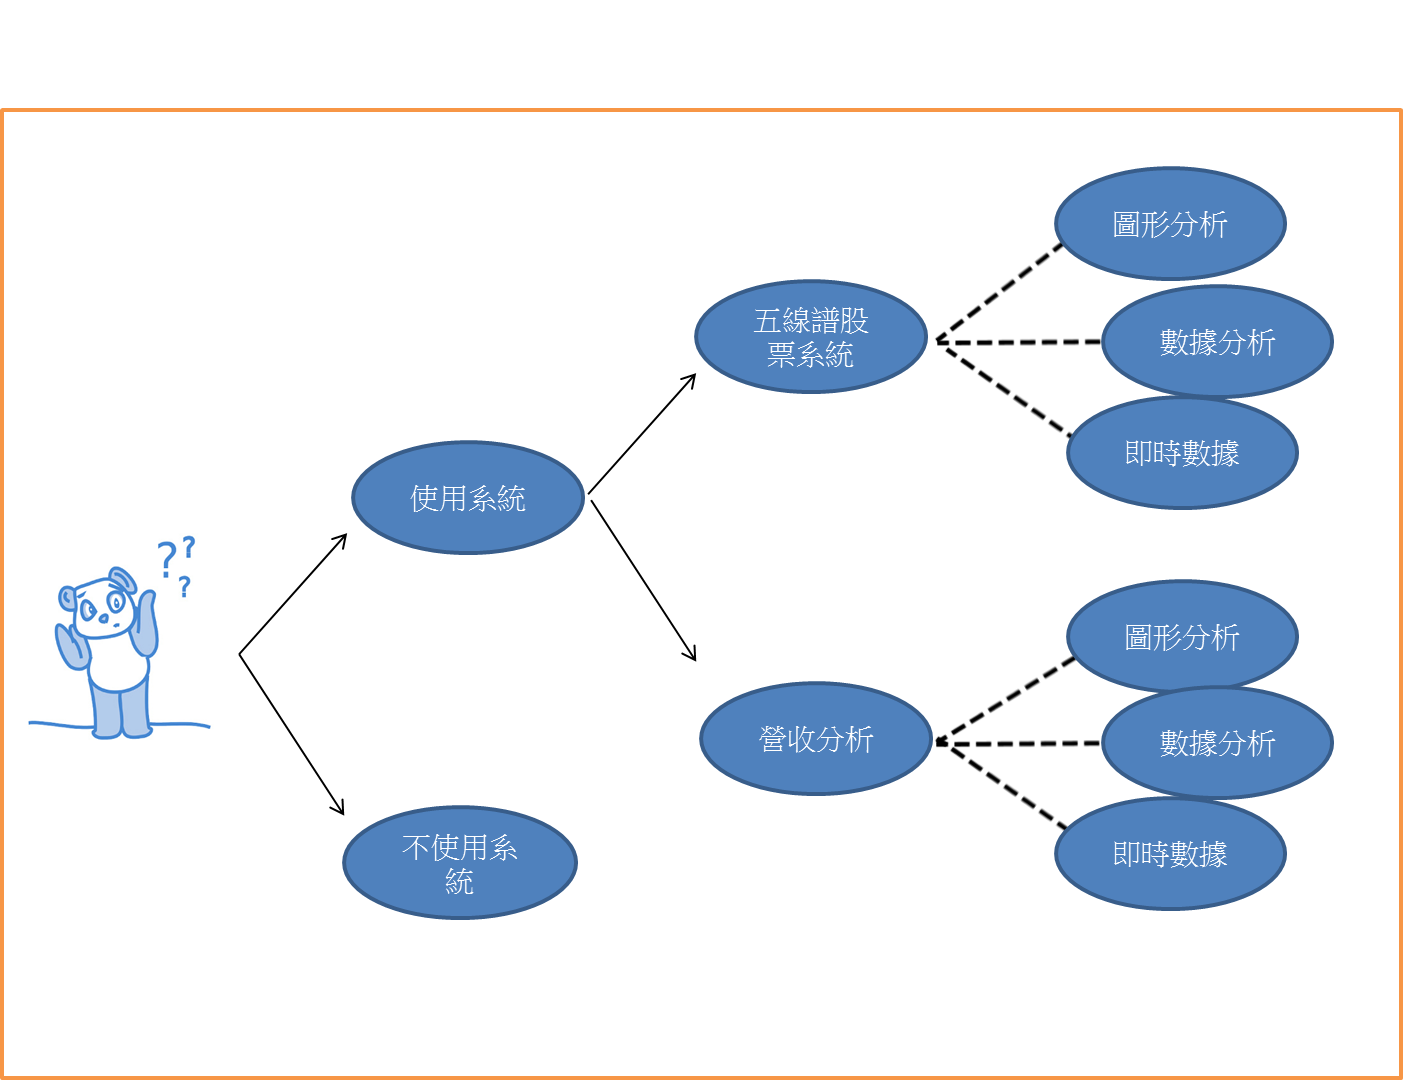 圖形分析
五線譜股
票系統
數據分析
即時數據
使用系統
?
?
?
圖形分析
營收分析
數據分析
不使用系
統
即時數據